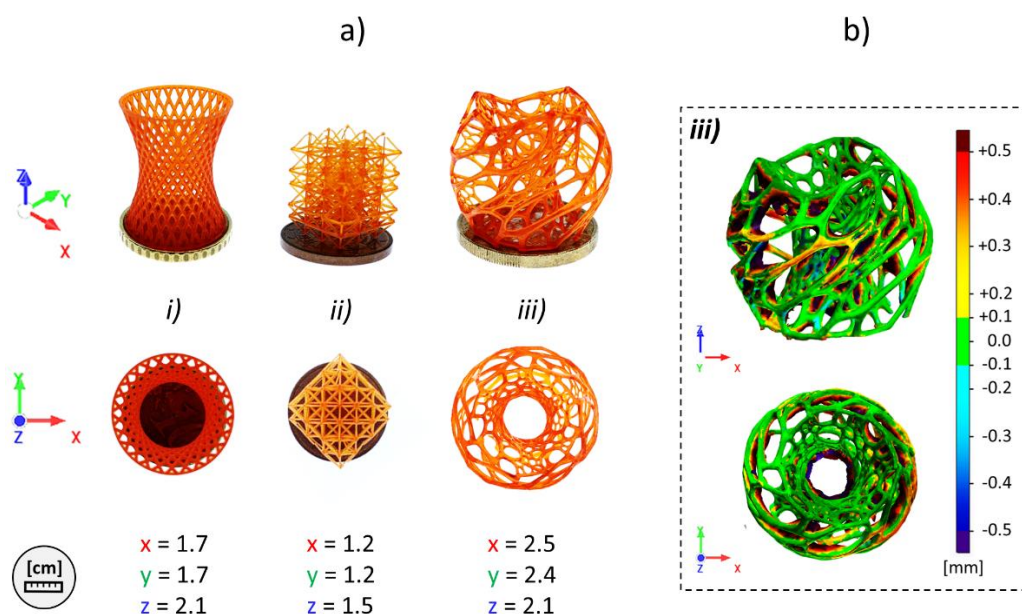 a)
b)
iii)
Z
Y
X
i)
ii)
iii)
Y
Z
X
[cm]
x = 1.7
y = 1.7
z = 2.1
x = 1.2
y = 1.2
z = 1.5
x = 2.5
y = 2.4
z = 2.1
Z
Y
X
Y
Z
X
+0.5
+0.3
+0.2
+0.1
0.0
-0.1
-0.2
-0.3
-0.4
-0.5
[mm]